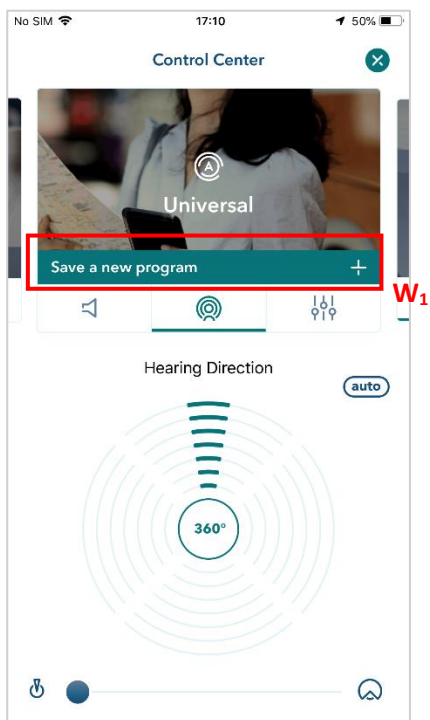 No SIM 17:10 50%
Control Center
A
Universal
Save a new program +
W1
Hearing Direction
auto
360°